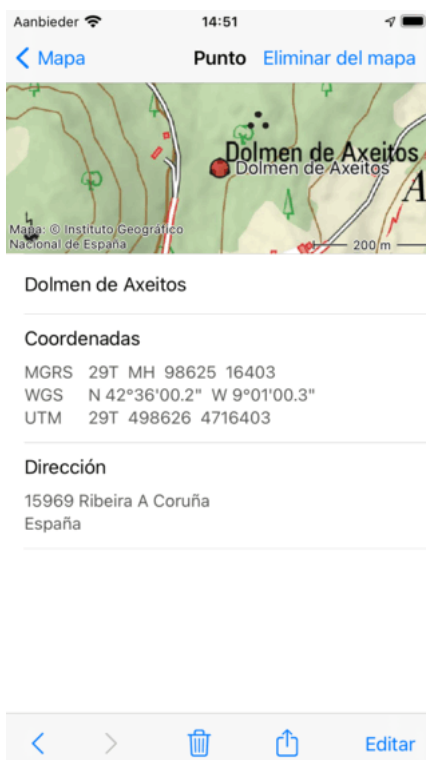 Aanbieder 14:51
Mapa Punto Eliminar del mapa
Dolmen de Axeitos
Dolmen de Axeitos
A
Mapa: © Instituto Geográfico
Nacional de España
200 m
Dolmen de Axeitos
Coordenadas
MGRS 29T MH 98625 16403
WGS N 42°36'00.2" W 9°01'00.3"
UTM 29T 498626 4716403
Dirección
15969 Ribeira A Coruña
España
Editar